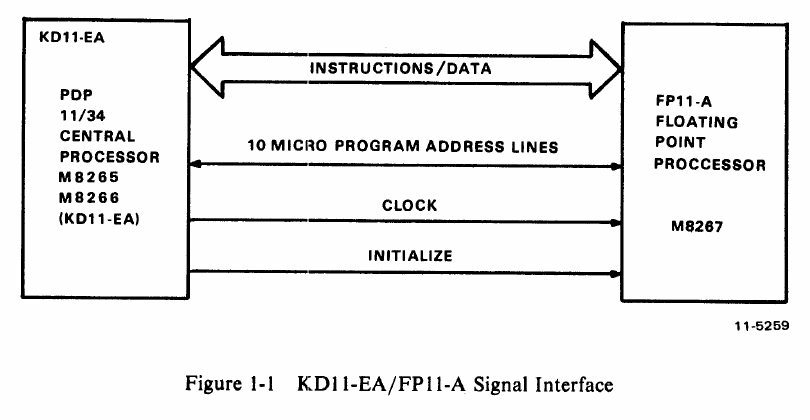 KD11-EA
PDP
11/34
CENTRAL
PROCESSOR
M8265
M8266
(KD11-EA)
INSTRUCTIONS/DATA
10 MICRO PROGRAM ADDRESS LINES
CLOCK
INITIALIZE
FP11-A
FLOATING
POINT
PROCCESSOR
M8267
11-5259
Figure 1-1 KD11-EA/FP11-A Signal Interface